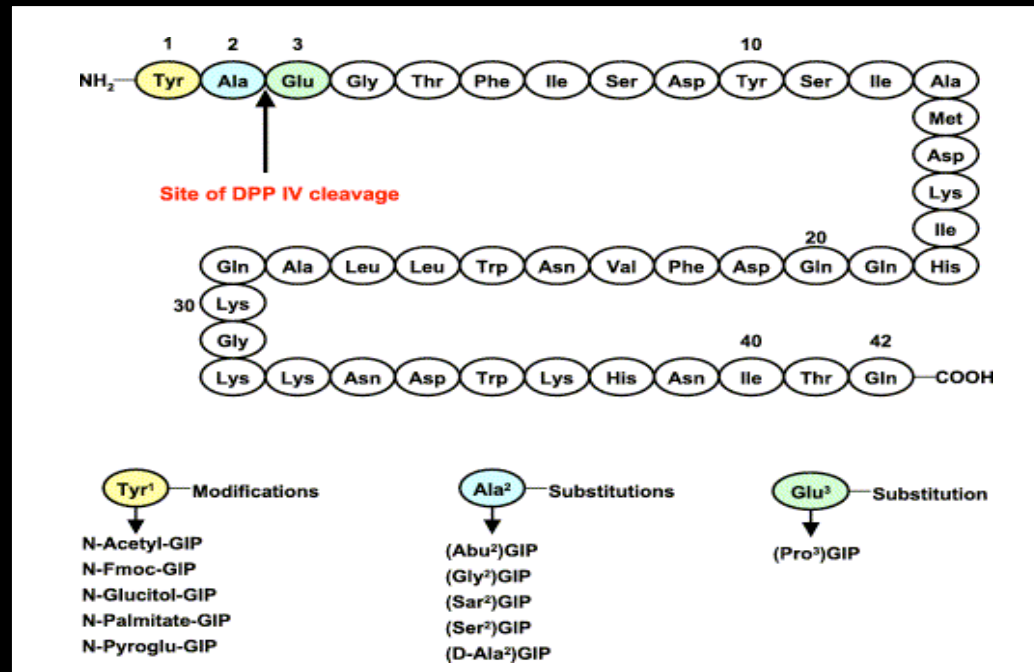 1 2 3 10
NH2 Tyr Ala Glu Gly Thr Phe Ile Ser Asp Tyr Ser Ile Ala
Met
Asp
Lys
Ile
Site of DPP IV cleavage
20
Gln Ala Leu Leu Trp Asn Val Phe Asp Gln Gln His
30 Lys
Gly
40 42
Lys Lys Asn Asp Trp Lys His Asn Ile Thr Gln COOH
Tyr¹ Modifications
N-Acetyl-GIP
N-Fmoc-GIP
N-Glucitol-GIP
N-Palmitate-GIP
N-Pyroglu-GIP
Ala² Substitutions
(Abu²)GIP
(Gly²)GIP
(Sar²)GIP
(Ser²)GIP
(D-Ala²)GIP
Glu³ Substitution
(Pro³)GIP